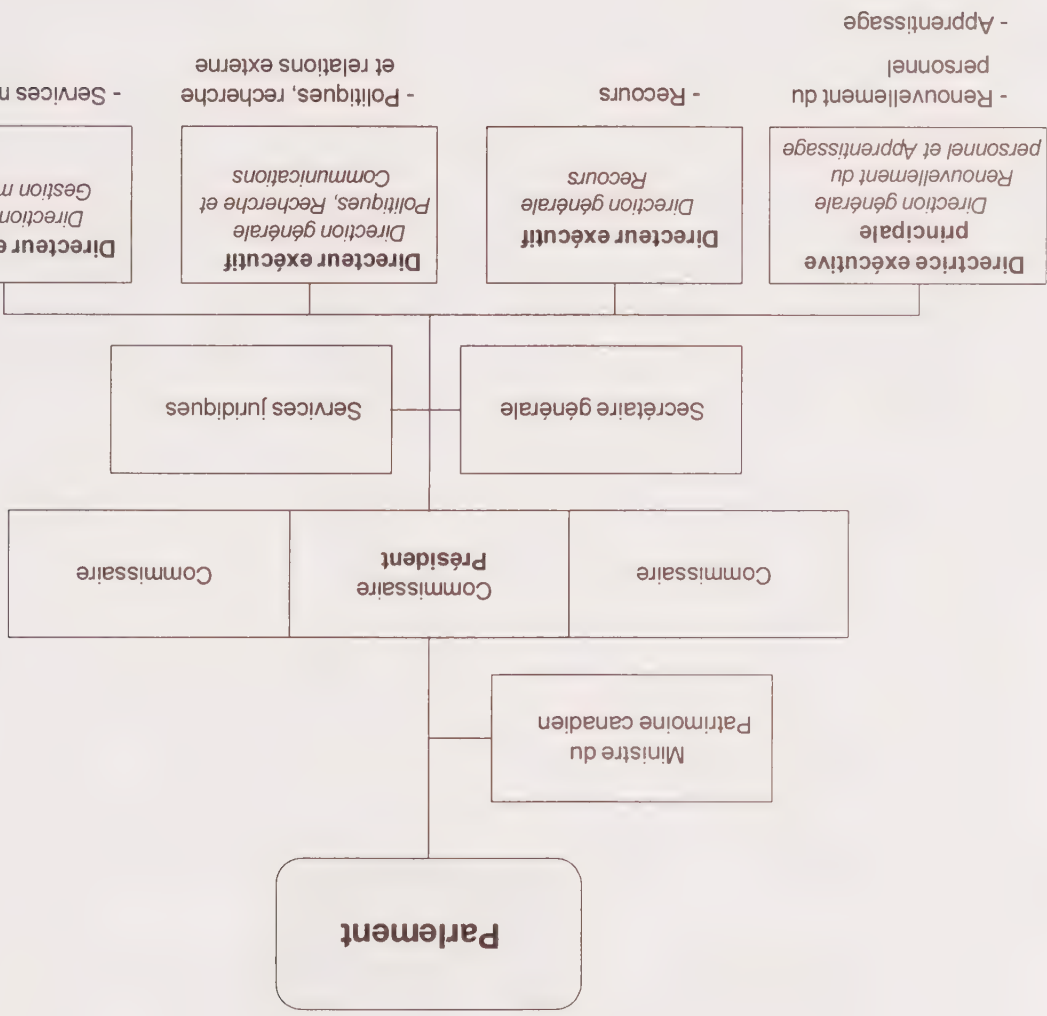 Parlement
Ministre du
Patrimoine canadien
Commissaire
Commissaire
Président
Commissaire
Secrétaire générale
Services juridiques
Directrice exécutive
principale
Direction générale
Renouvellement du
personnel et Apprentissage
- Renouvellement du
personnel
- Apprentissage
Directeur exécutif
Direction générale
Recours
- Recours
Directeur exécutif
Direction générale
Politiques, Recherche et
Communications
- Politiques, recherche
et relations externe
Directeur e
Direction
Gestion m
- Services n